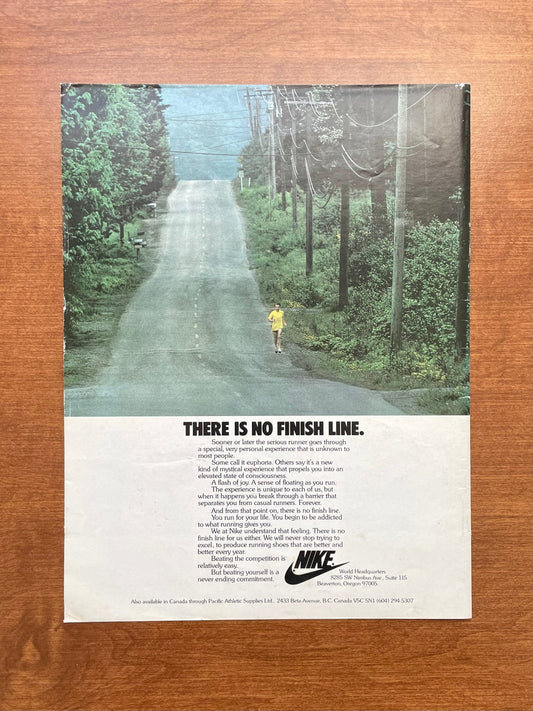 THERE IS NO FINISH LINE.
Sooner or later the serious runner goes through
a special, very personal experience that is unknown to
most people.
Some call it euphoria. Others say it's a new
kind of mystical experience that propels you into an
elevated state of consciousness.
A flash of joy. A sense of floating as you run.
The experience is unique to each of us, but
when it happens you break through a barrier that
separates you from casual runners. Forever.
And from that point on, there is no finish line.
You run for your life. You begin to be addicted
to what running gives you.
We at Nike understand that feeling. There is no
finish line for us either. We will never stop trying to
excel, to produce running shoes that are better and
better every year.
Beating the competition is
relatively easy.
But beating yourself is a
never ending commitment.
NIKE
World Headquarters
8285 SW Nimbus Ave., Suite 115
Beaverton, Oregon 97005
Also available in Canada through Pacific Athletic Supplies Ltd., 2433 Beta Avenue, B.C. Canada V5C 5N1 (604) 294-5307